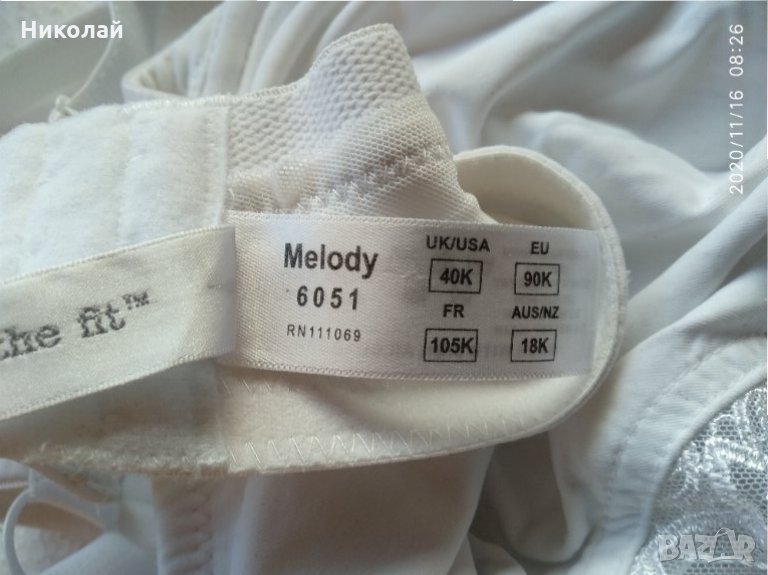 Николай
2020/11/16 08:26
the fit™
Melody
6051
RN111069
UK/USA EU
40K 90K
FR AUS/NZ
105K 18K
BAZAR